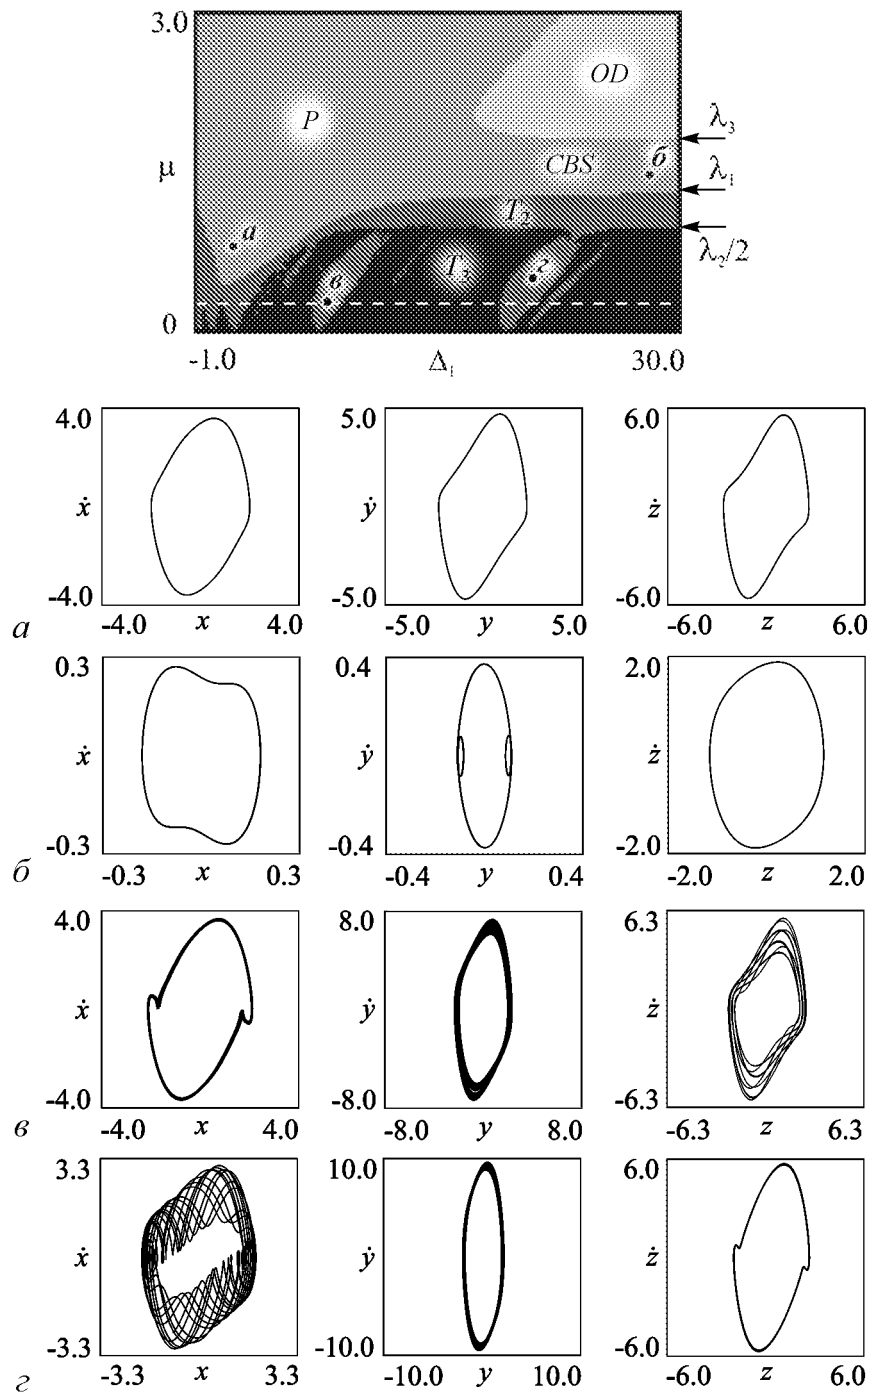 3.0
OD
P
λ₃
μ
CBS
б
λ₁
T₂
a
λ₂/2
T₃
г
в
0
-1.0 Δ₁ 30.0
4.0 5.0 6.0
ẋ ẏ ż
-4.0 -5.0 -6.0
а -4.0 x 4.0 -5.0 y 5.0 -6.0 z 6.0
0.3 0.4 2.0
ẋ ẏ ż
-0.3 -0.4 -2.0
б -0.3 x 0.3 -0.4 y 0.4 -2.0 z 2.0
4.0 8.0 6.3
ẋ ẏ ż
-4.0 -8.0 -6.3
в -4.0 x 4.0 -8.0 y 8.0 -6.3 z 6.3
3.3 10.0 6.0
ẋ ẏ ż
-3.3 -10.0 -6.0
г -3.3 x 3.3 -10.0 y 10.0 -6.0 z 6.0